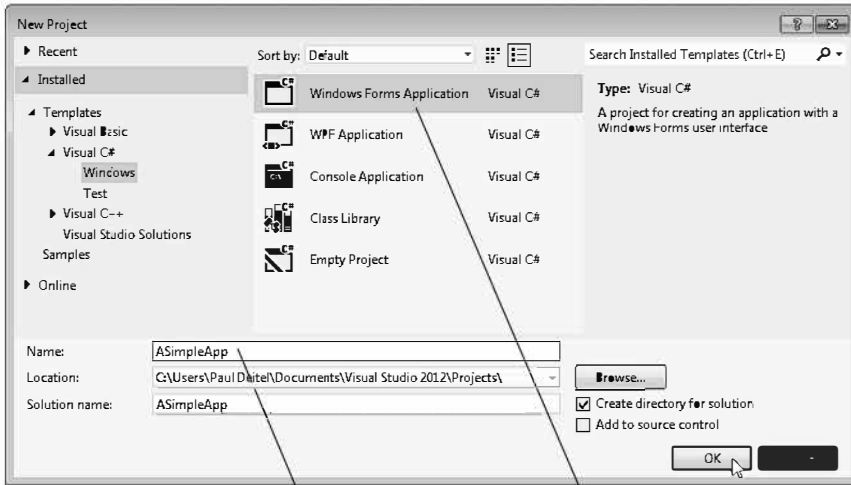 New Project
Recent
Installed
Templates
Visual Basic
Visual C#
Windows
Test
Visual C++
Visual Studio Solutions
Samples
Online
Sort by: Default
Search Installed Templates (Ctrl+E)
Windows Forms Application Visual C#
WPF Application Visual C#
Console Application Visual C#
Class Library Visual C#
Empty Project Visual C#
Type: Visual C#
A project for creating an application with a
Windows Forms user interface
Name: ASimpleApp
Location: C:\Users\Paul Deitel\Documents\Visual Studio 2012\Projects\
Browse...
Solution name: ASimpleApp
Create directory for solution
Add to source control
OK